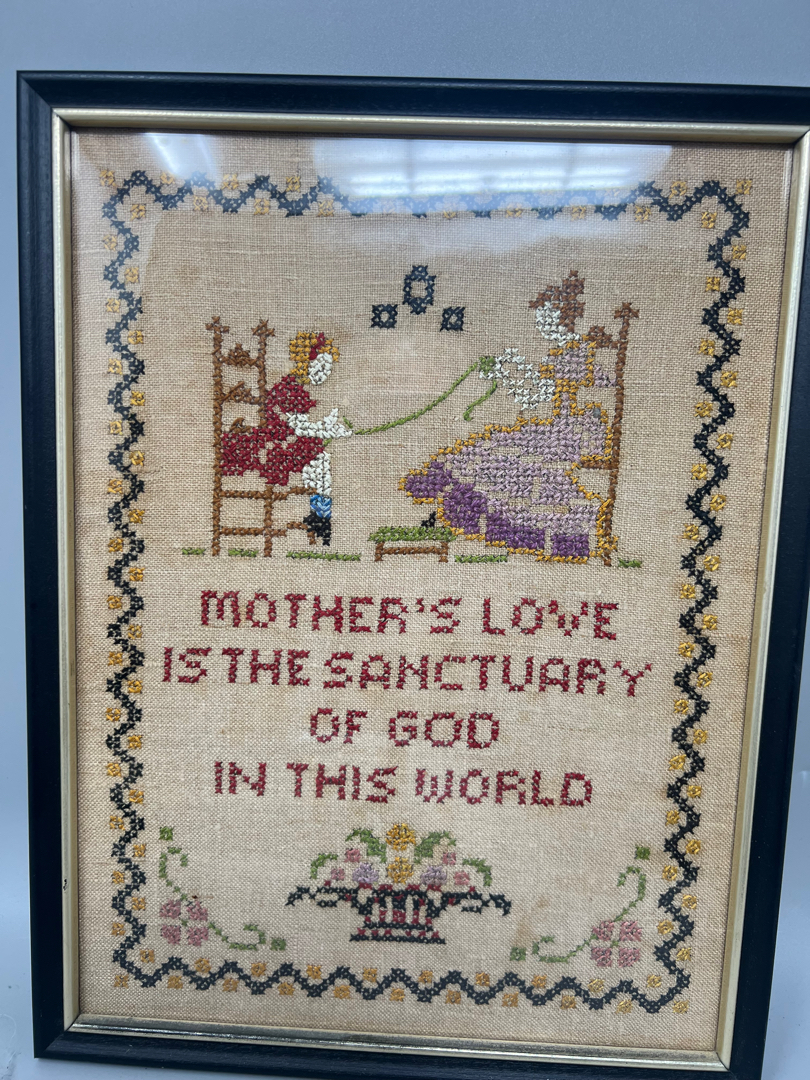 MOTHER'S LOVE
IS THE SANCTUARY
OF GOD
IN THIS WORLD